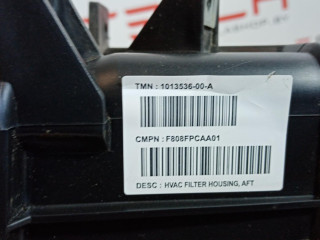 TMN : 1013536-00-A
CMPN : F808FPCAA01
DESC : HVAC FILTER HOUSING, AFT